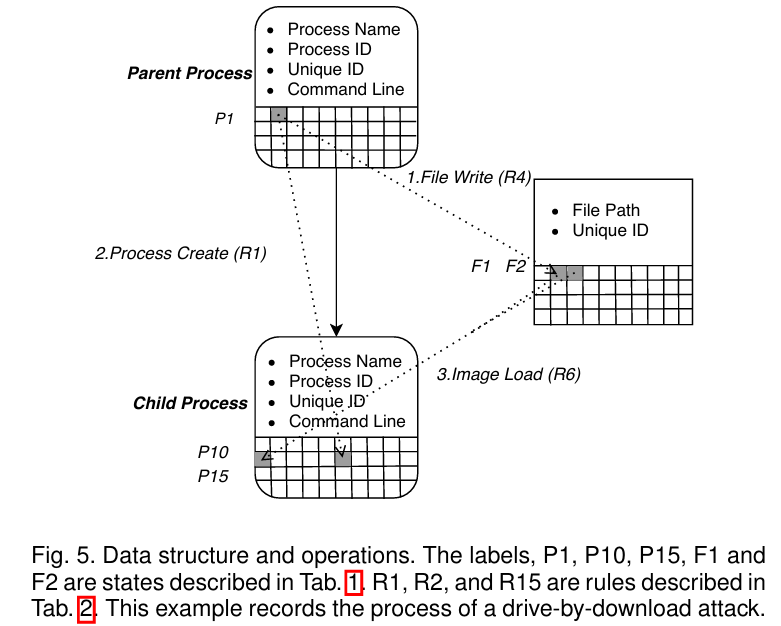 • Process Name
• Process ID
• Unique ID
• Command Line
Parent Process
P1
1.File Write (R4)
• File Path
• Unique ID
2.Process Create (R1)
F1 F2
• Process Name
• Process ID
• Unique ID
• Command Line
3.Image Load (R6)
Child Process
P10
P15
Fig. 5. Data structure and operations. The labels, P1, P10, P15, F1 and
F2 are states described in Tab. 1. R1, R2, and R15 are rules described in
Tab. 2. This example records the process of a drive-by-download attack.